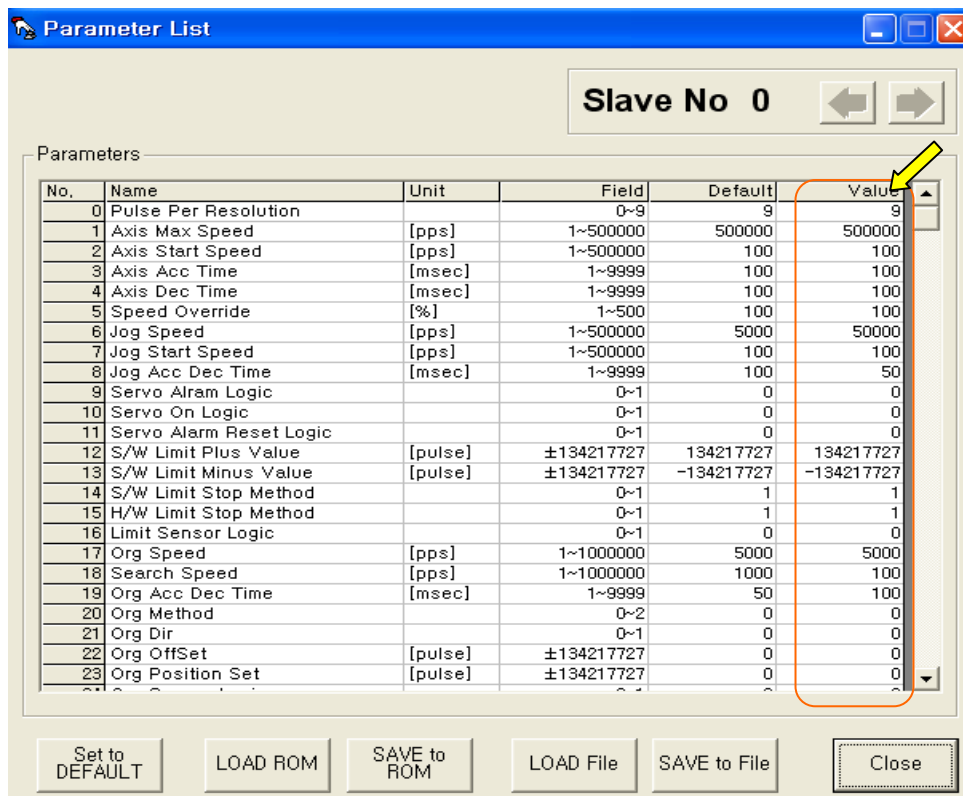 Parameter List
Slave No 0
Parameters
No. Name Unit Field Default Value
0 Pulse Per Resolution 0~9 9 9
1 Axis Max Speed [pps] 1~500000 500000 500000
2 Axis Start Speed [pps] 1~500000 100 100
3 Axis Acc Time [msec] 1~9999 100 100
4 Axis Dec Time [msec] 1~9999 100 100
5 Speed Override [%] 1~500 100 100
6 Jog Speed [pps] 1~500000 5000 50000
7 Jog Start Speed [pps] 1~500000 100 100
8 Jog Acc Dec Time [msec] 1~9999 100 50
9 Servo Alram Logic 0~1 0 0
10 Servo On Logic 0~1 0 0
11 Servo Alarm Reset Logic 0~1 0 0
12 S/W Limit Plus Value [pulse] ±134217727 134217727 134217727
13 S/W Limit Minus Value [pulse] ±134217727 -134217727 -134217727
14 S/W Limit Stop Method 0~1 1 1
15 H/W Limit Stop Method 0~1 1 1
16 Limit Sensor Logic 0~1 0 0
17 Org Speed [pps] 1~1000000 5000 5000
18 Search Speed [pps] 1~1000000 1000 100
19 Org Acc Dec Time [msec] 1~9999 50 100
20 Org Method 0~2 0 0
21 Org Dir 0~1 0 0
22 Org OffSet [pulse] ±134217727 0 0
23 Org Position Set [pulse] ±134217727 0 0
Set to
DEFAULT
LOAD ROM
SAVE to
ROM
LOAD File
SAVE to File
Close